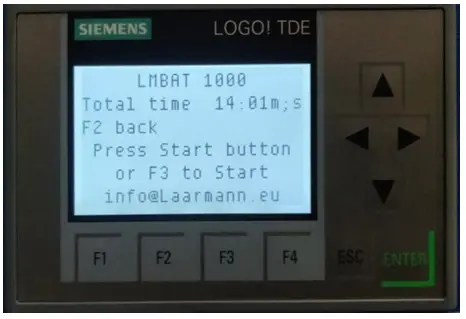 SIEMENS LOGO! TDE
LMBAT 1000
Total time 14:01m;s
F2 back
Press Start button
or F3 to Start
info@Laarmann.eu
F1 F2 F3 F4 ESC ENTER